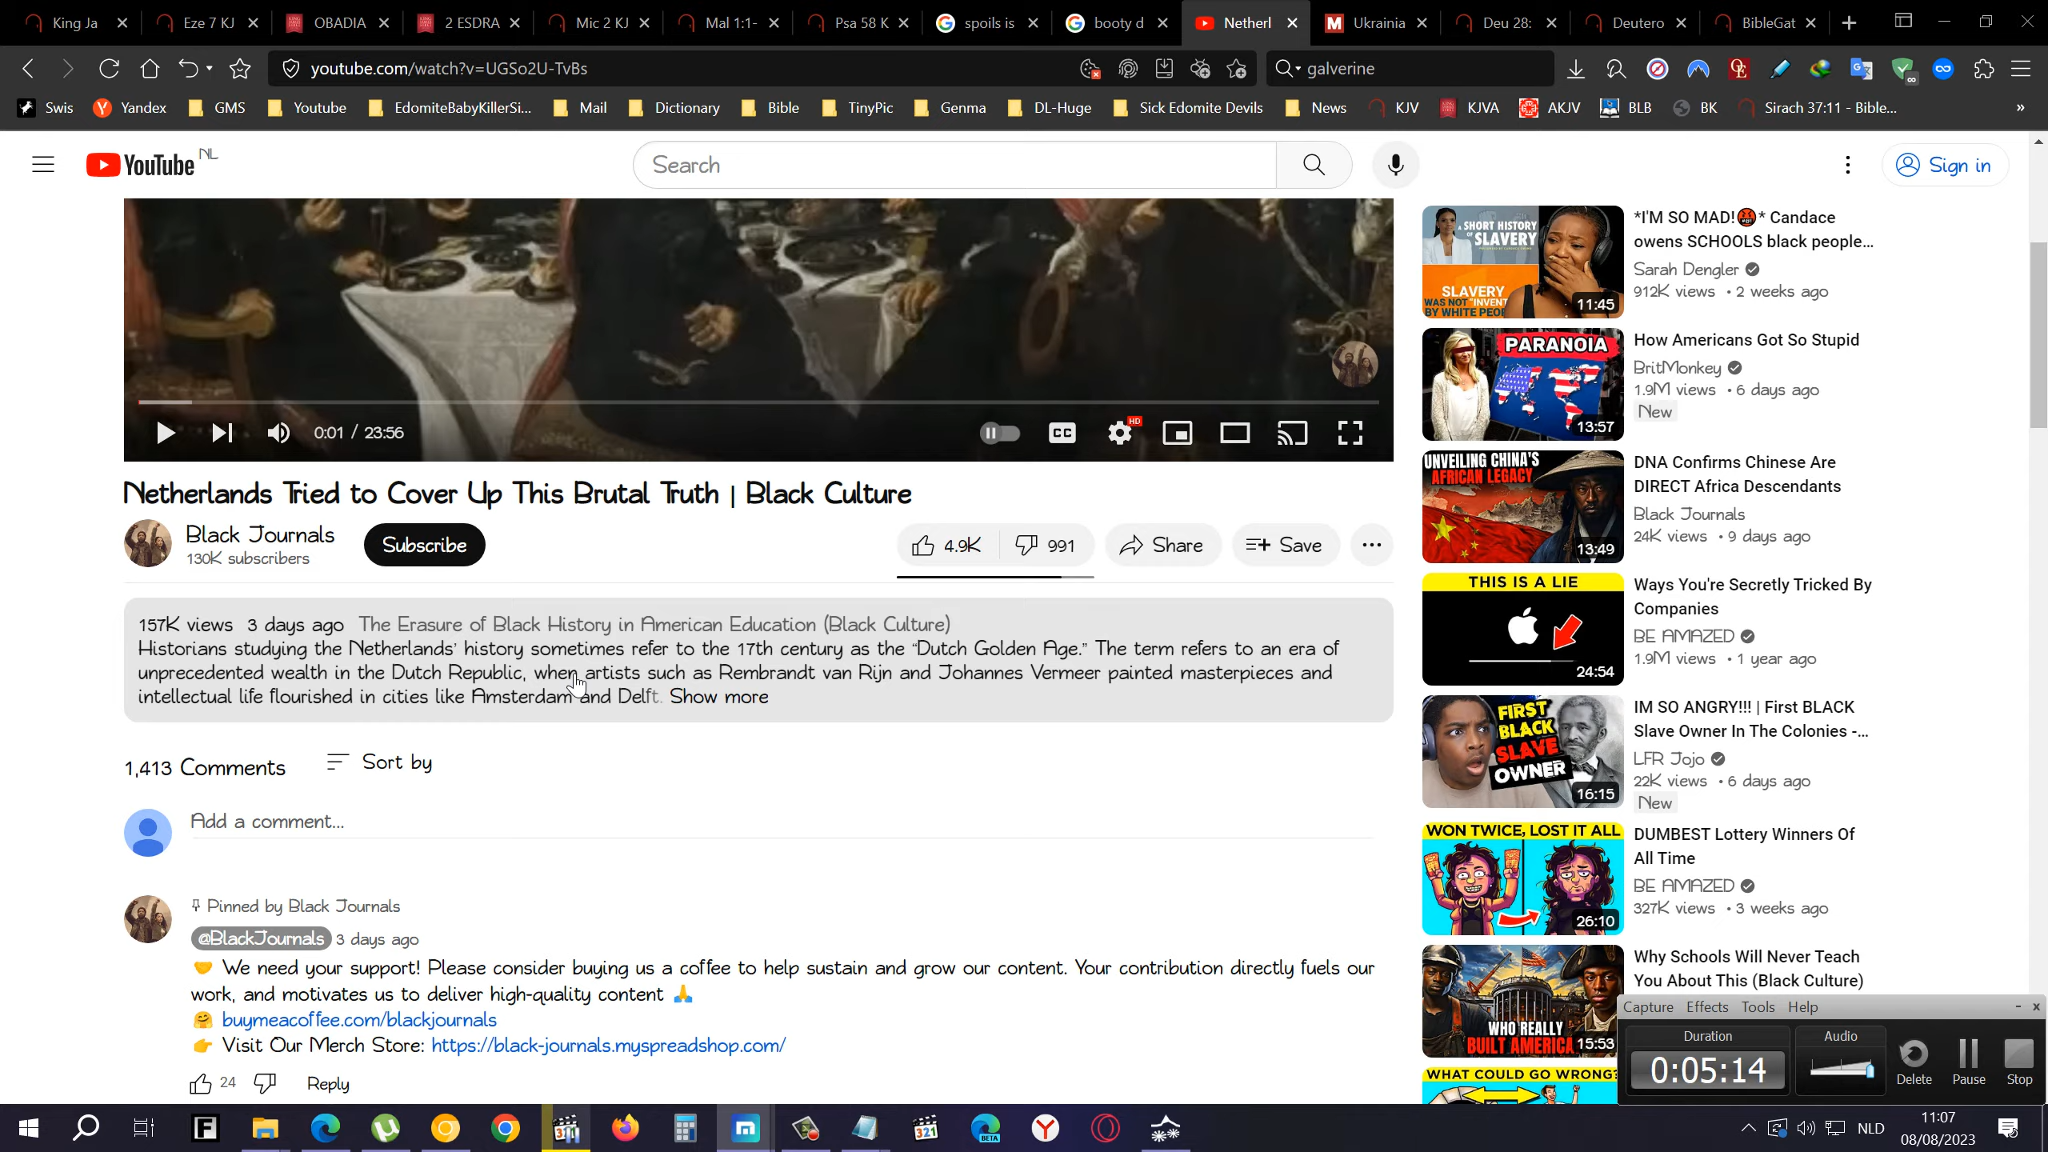 King Ja
Eze 7 KJ
OBADIA
2 ESDRA
Mic 2 KJ
Mal 1:1-
Psa 58 K
spoils is
booty d
Netherl
Ukrainia
Deu 28:
Deutero
BibleGat
youtube.com/watch?v=UGSo2U-TvBs
galverine
Swis
Yandex
GMS
Youtube
EdomiteBabyKillerSi...
Mail
Dictionary
Bible
TinyPic
Genma
DL-Huge
Sick Edomite Devils
News
KJV
KJVA
AKJV
BLB
BK
Sirach 37:11 - Bible...
YouTube NL
Search
Sign in
0:01 / 23:56
CC
HD
Netherlands Tried to Cover Up This Brutal Truth | Black Culture
Black Journals
130K subscribers
Subscribe
4.9K
991
Share
Save
157K views 3 days ago The Erasure of Black History in American Education (Black Culture)
Historians studying the Netherlands' history sometimes refer to the 17th century as the "Dutch Golden Age." The term refers to an era of
unprecedented wealth in the Dutch Republic, when artists such as Rembrandt van Rijn and Johannes Vermeer painted masterpieces and
intellectual life flourished in cities like Amsterdam and Delft. Show more
1,413 Comments
Sort by
Add a comment...
Pinned by Black Journals
@BlackJournals 3 days ago
We need your support! Please consider buying us a coffee to help sustain and grow our content. Your contribution directly fuels our
work, and motivates us to deliver high-quality content
buymeacoffee.com/blackjournals
Visit Our Merch Store: https://black-journals.myspreadshop.com/
24
Reply
A SHORT HISTORY
OF SLAVERY
SLAVERY
WAS NOT "INVENT
BY WHITE PEOP
11:45
*I'M SO MAD!🤬* Candace
owens SCHOOLS black people...
Sarah Dengler
912K views • 2 weeks ago
PARANOIA
13:57
How Americans Got So Stupid
BritMonkey
1.9M views • 6 days ago
New
UNVEILING CHINA'S
AFRICAN LEGACY
13:49
DNA Confirms Chinese Are
DIRECT Africa Descendants
Black Journals
24K views • 9 days ago
THIS IS A LIE
24:54
Ways You're Secretly Tricked By
Companies
BE AMAZED
1.9M views • 1 year ago
FIRST
BLACK
SLAVE
OWNER
16:15
IM SO ANGRY!!! | First BLACK
Slave Owner In The Colonies -...
LFR Jojo
22K views • 6 days ago
New
WON TWICE, LOST IT ALL
26:10
DUMBEST Lottery Winners Of
All Time
BE AMAZED
327K views • 3 weeks ago
WHO REALLY
BUILT AMERICA
15:53
Why Schools Will Never Teach
You About This (Black Culture)
WHAT COULD GO WRONG?
Capture Effects Tools Help
Duration
0:05:14
Audio
Delete
Pause
Stop
NLD
11:07
08/08/2023